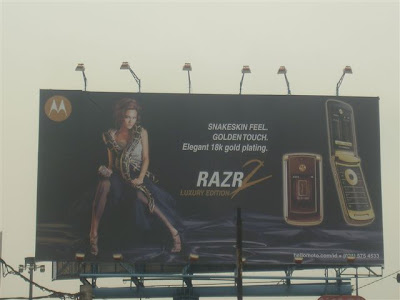 SNAKESKIN FEEL.
GOLDEN TOUCH.
Elegant 18k gold plating.
RAZR2
LUXURY EDITION